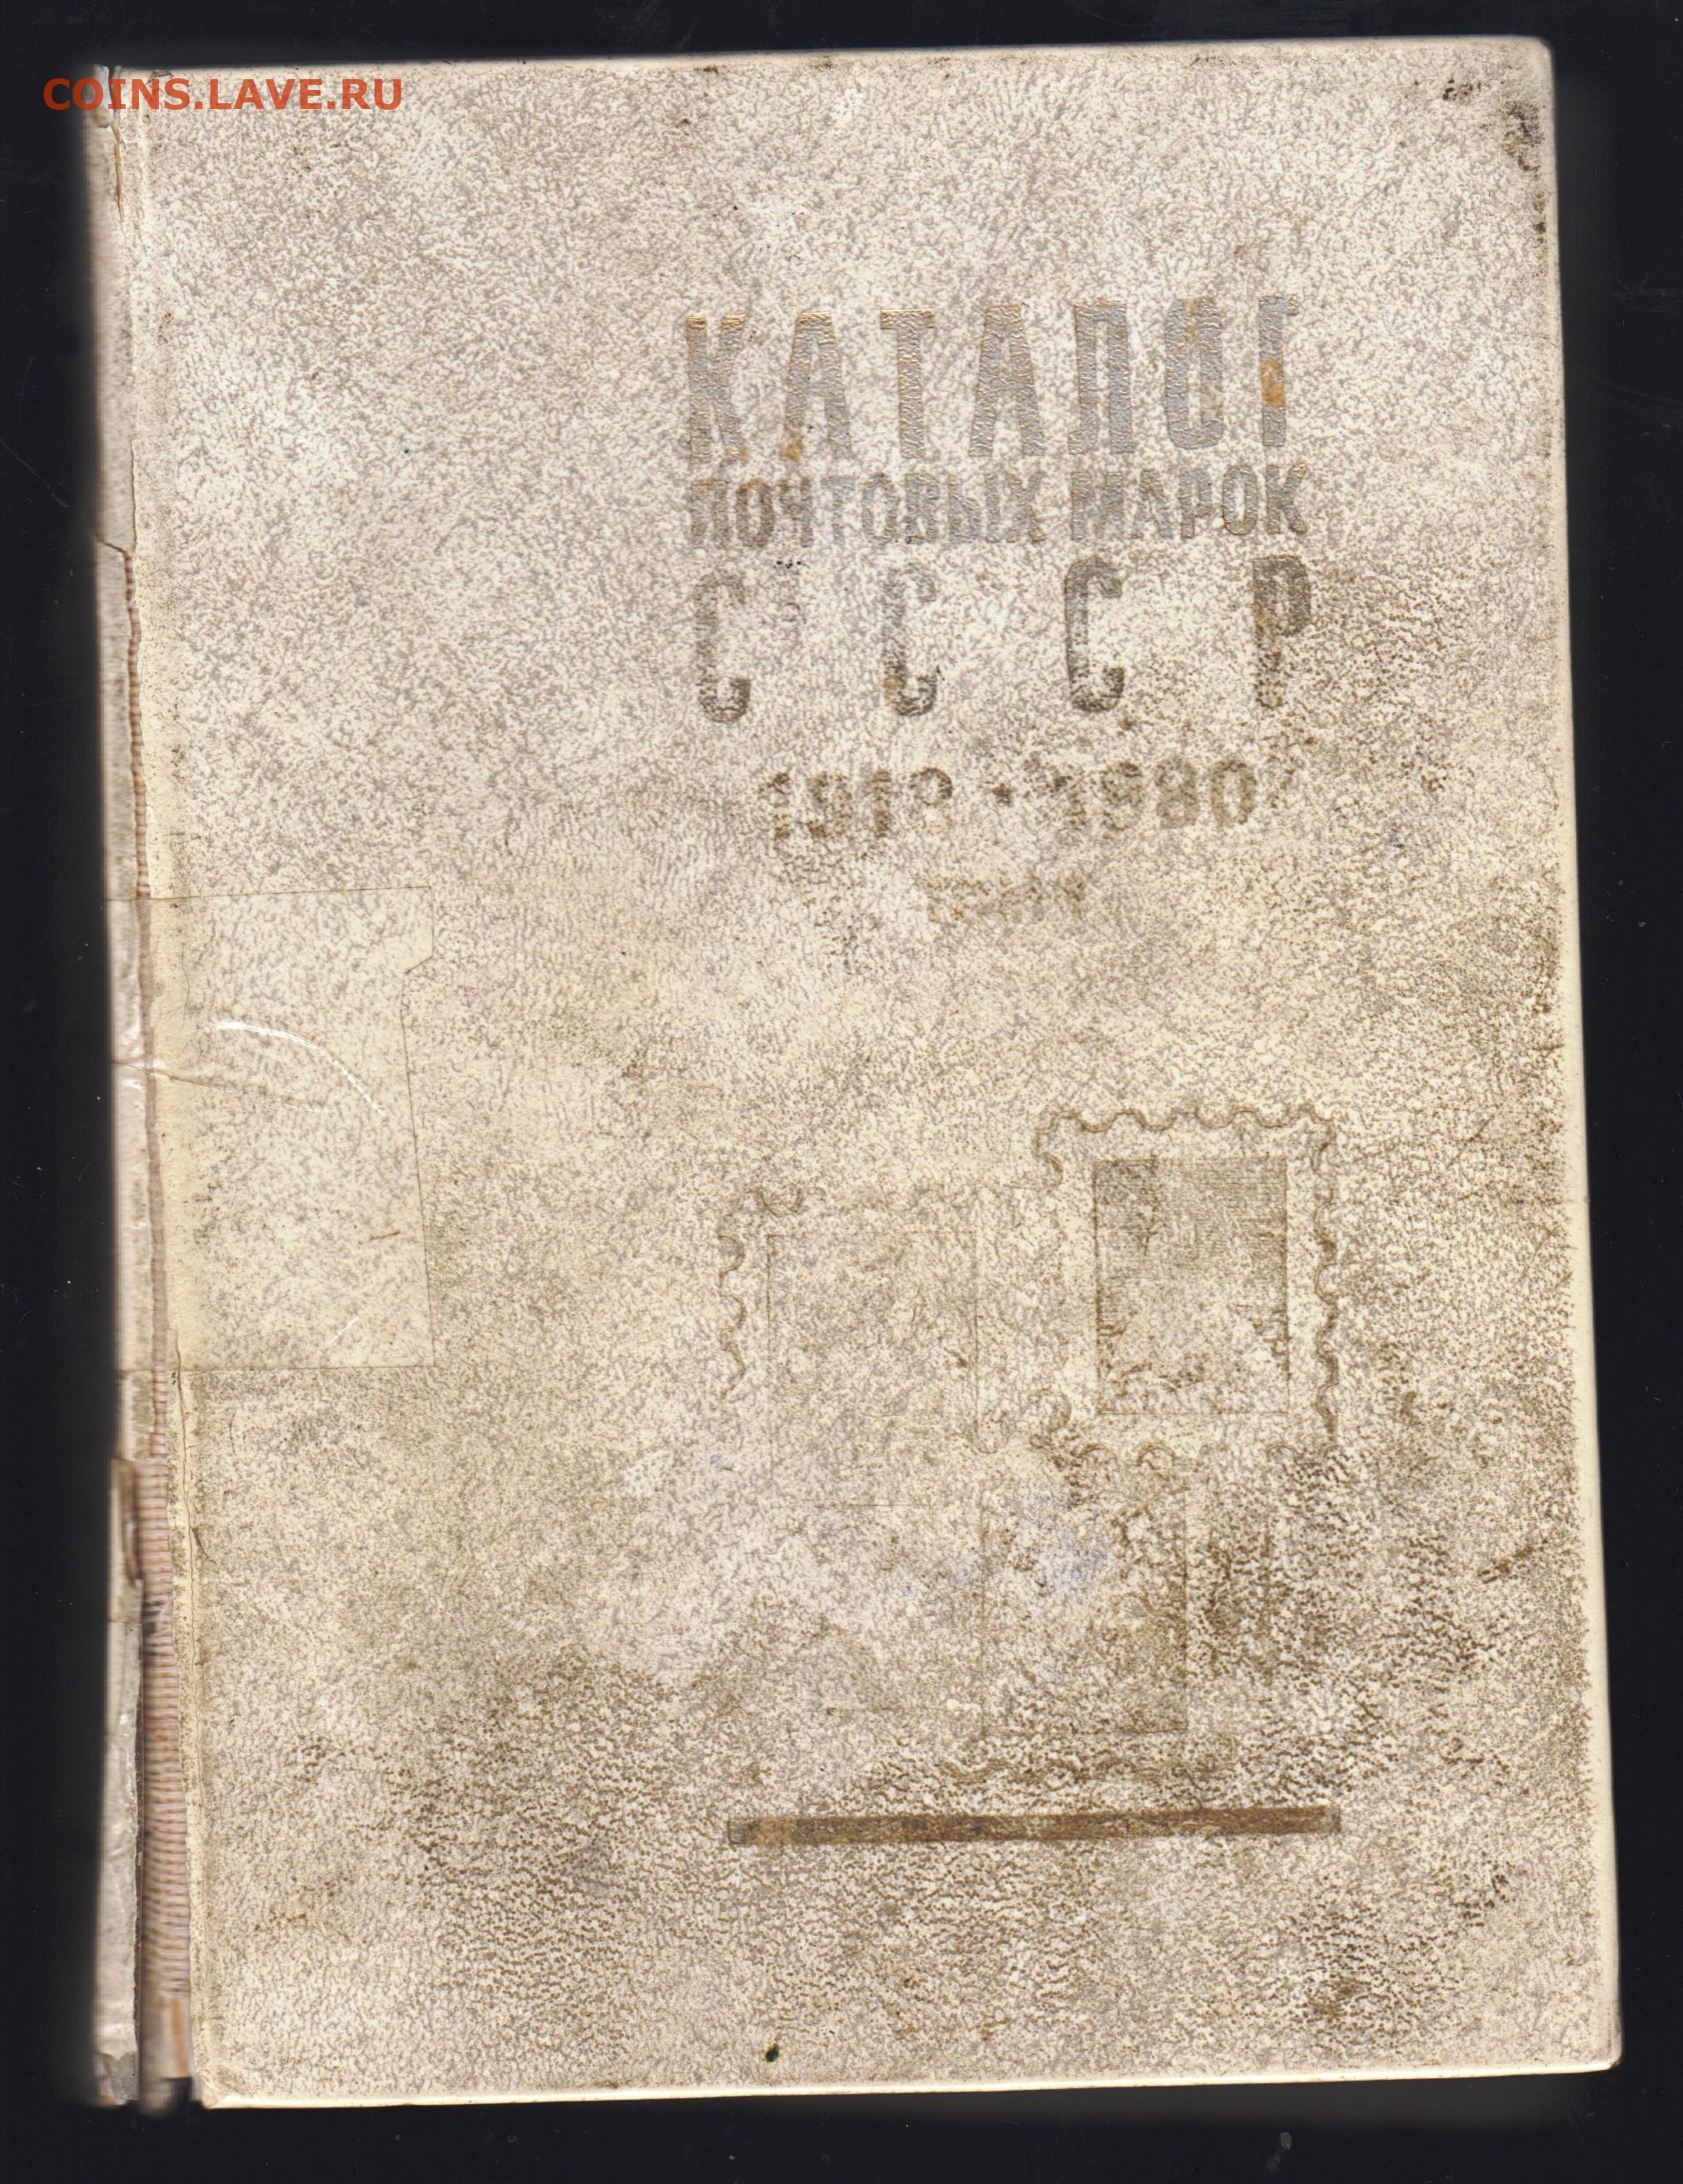 COINS.LAVE.RU
КАТАЛОГ
ПОЧТОВЫХ МАРОК
СССР
1918 · 1980